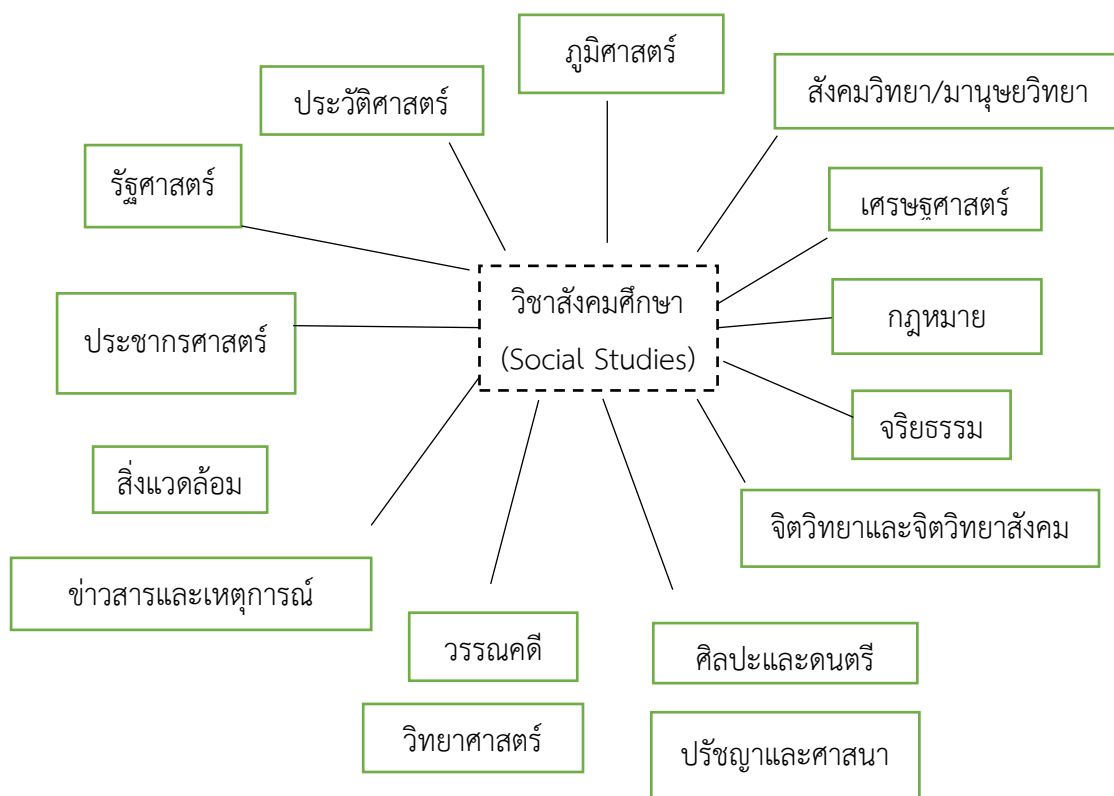 ภูมิศาสตร์
ประวัติศาสตร์
สังคมวิทยา/มานุษยวิทยา
รัฐศาสตร์
เศรษฐศาสตร์
วิชาสังคมศึกษา
(Social Studies)
ประชากรศาสตร์
กฎหมาย
จริยธรรม
สิ่งแวดล้อม
จิตวิทยาและจิตวิทยาสังคม
ข่าวสารและเหตุการณ์
วรรณคดี
ศิลปะและดนตรี
วิทยาศาสตร์
ปรัชญาและศาสนา